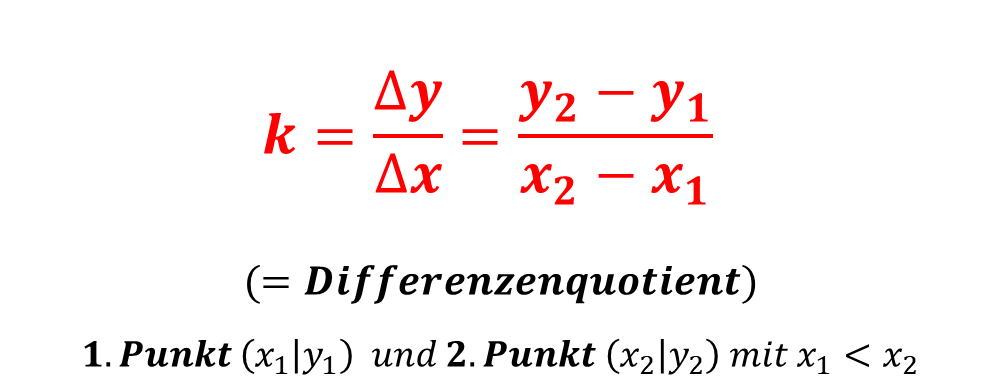 k = Δy/Δx = y₂ − y₁/x₂ − x₁
(= Differenzenquotient)
1. Punkt (x₁|y₁) und 2. Punkt (x₂|y₂) mit x₁ < x₂